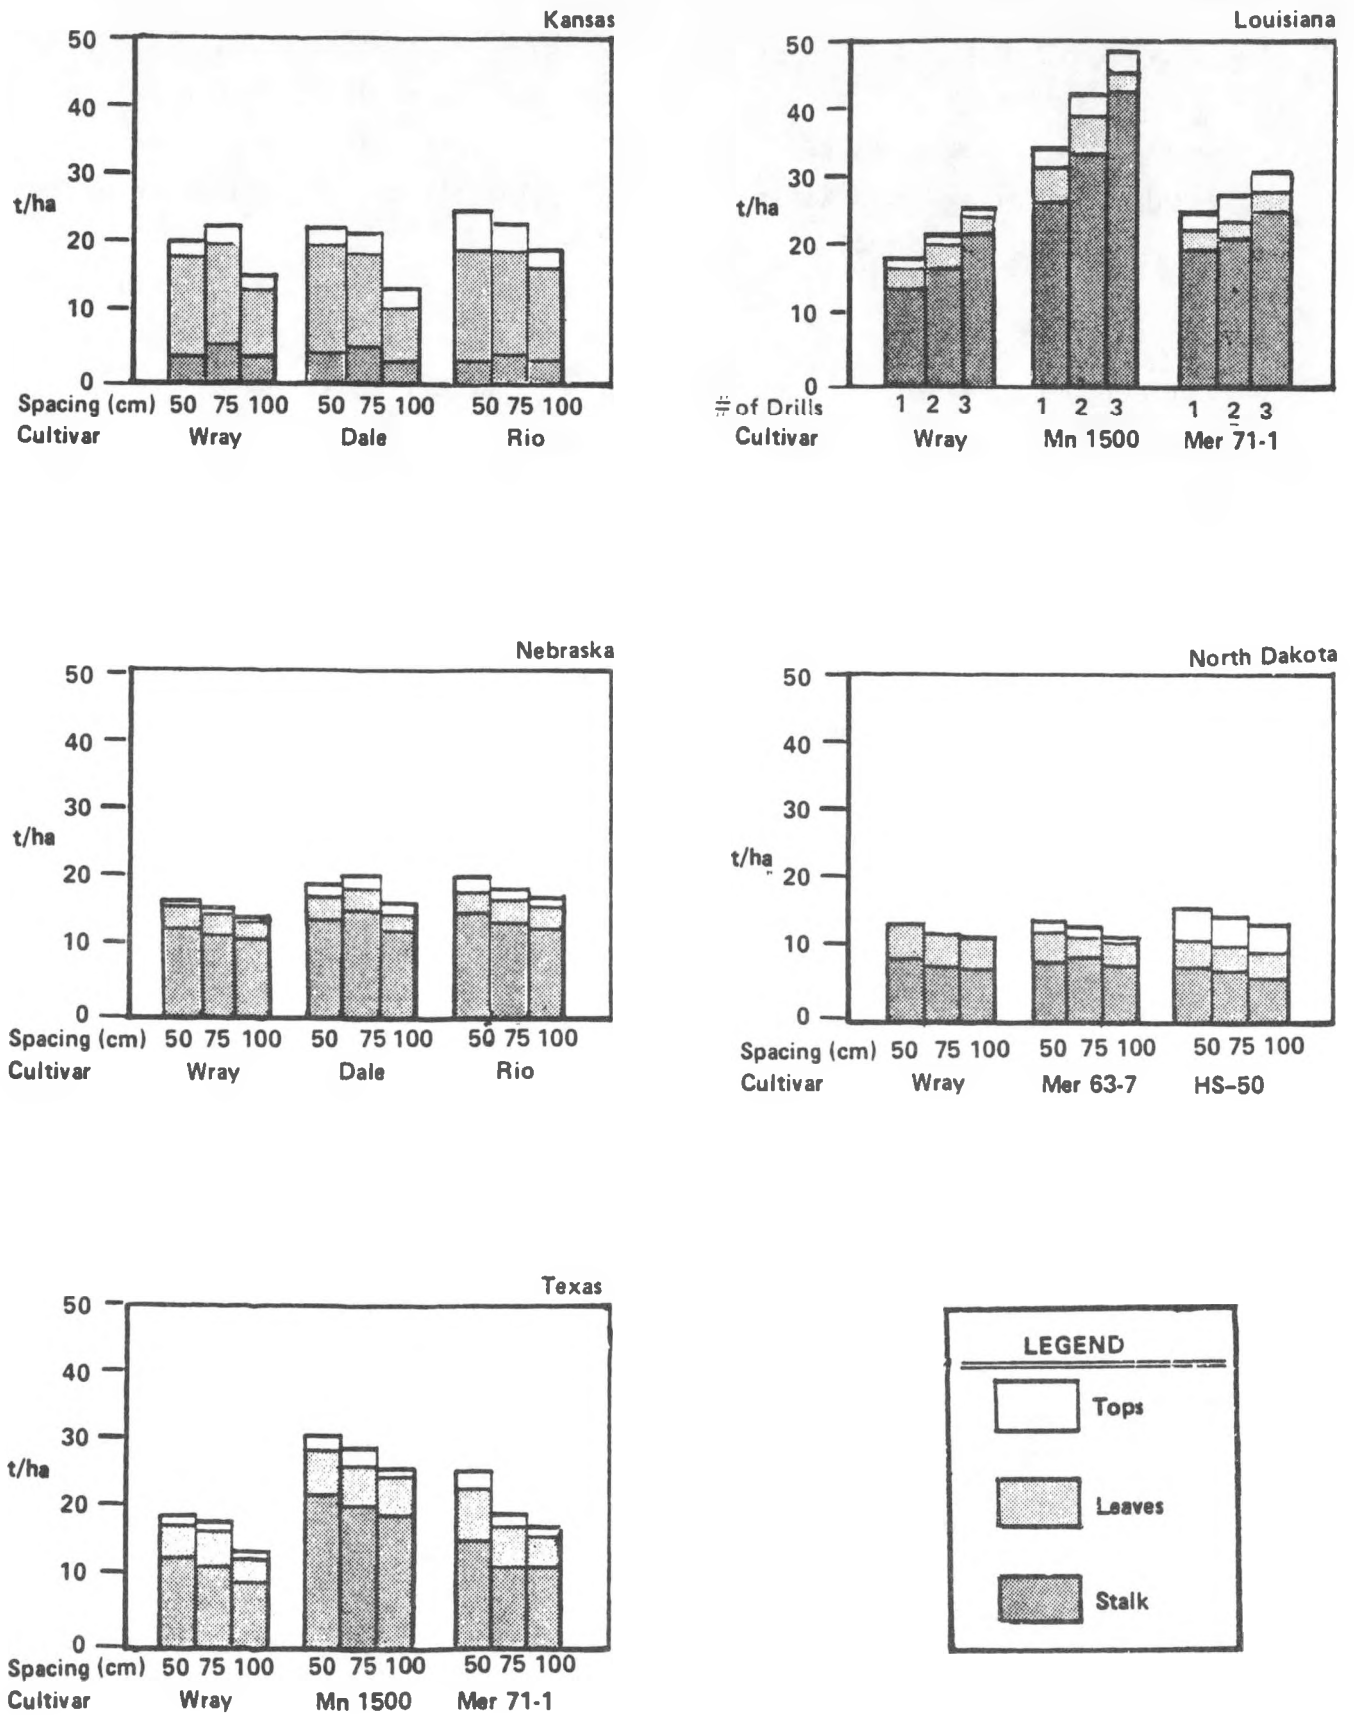 Kansas
50
40
30
t/ha
20
10
0
Spacing (cm) 50 75 100 50 75 100 50 75 100
Cultivar Wray Dale Rio
Louisiana
50
40
30
t/ha
20
10
0
# of Drills 1 2 3 1 2 3 1 2 3
Cultivar Wray Mn 1500 Mer 71-1
Nebraska
50
40
30
t/ha
20
10
0
Spacing (cm) 50 75 100 50 75 100 50 75 100
Cultivar Wray Dale Rio
North Dakota
50
40
30
t/ha
20
10
0
Spacing (cm) 50 75 100 50 75 100 50 75 100
Cultivar Wray Mer 63-7 HS-50
Texas
50
40
30
t/ha
20
10
0
Spacing (cm) 50 75 100 50 75 100 50 75 100
Cultivar Wray Mn 1500 Mer 71-1
LEGEND
Tops
Leaves
Stalk